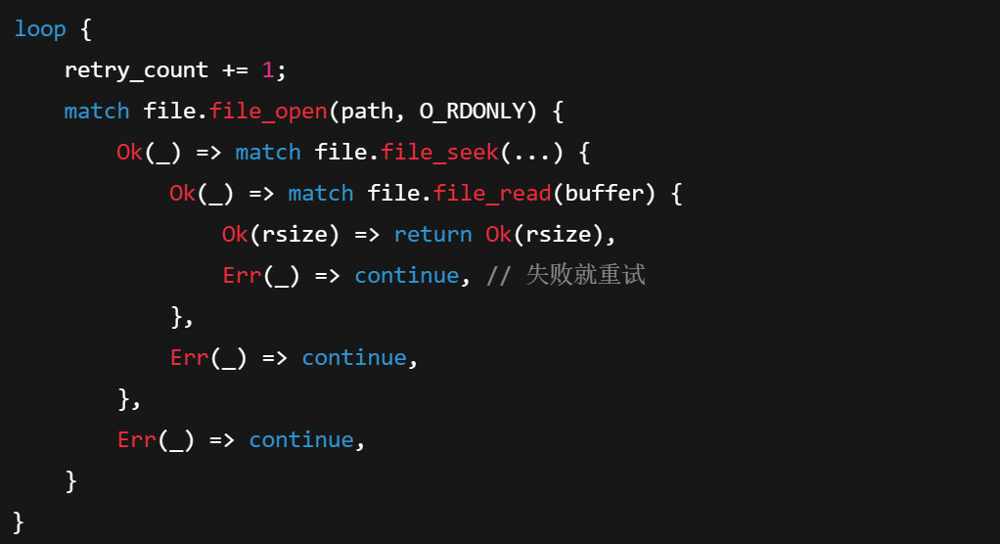 loop {
    retry_count += 1;
    match file.file_open(path, O_RDONLY) {
        Ok(_) => match file.file_seek(...) {
            Ok(_) => match file.file_read(buffer) {
                Ok(rsize) => return Ok(rsize),
                Err(_) => continue, // 失败就重试
            },
            Err(_) => continue,
        },
        Err(_) => continue,
    }
}